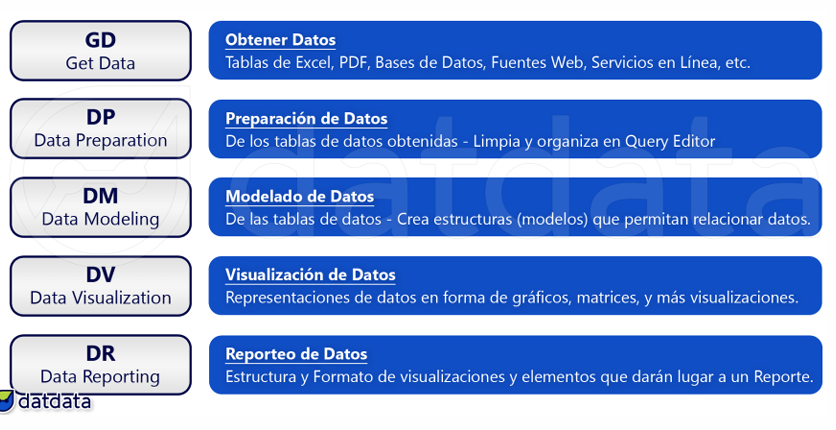 GD
Get Data
Obtener Datos
Tablas de Excel, PDF, Bases de Datos, Fuentes Web, Servicios en Línea, etc.
DP
Data Preparation
Preparación de Datos
De los tablas de datos obtenidas - Limpia y organiza en Query Editor
DM
Data Modeling
Modelado de Datos
De las tablas de datos - Crea estructuras (modelos) que permitan relacionar datos.
DV
Data Visualization
Visualización de Datos
Representaciones de datos en forma de gráficos, matrices, y más visualizaciones.
DR
Data Reporting
Reporteo de Datos
Estructura y Formato de visualizaciones y elementos que darán lugar a un Reporte.
datdata
datdata